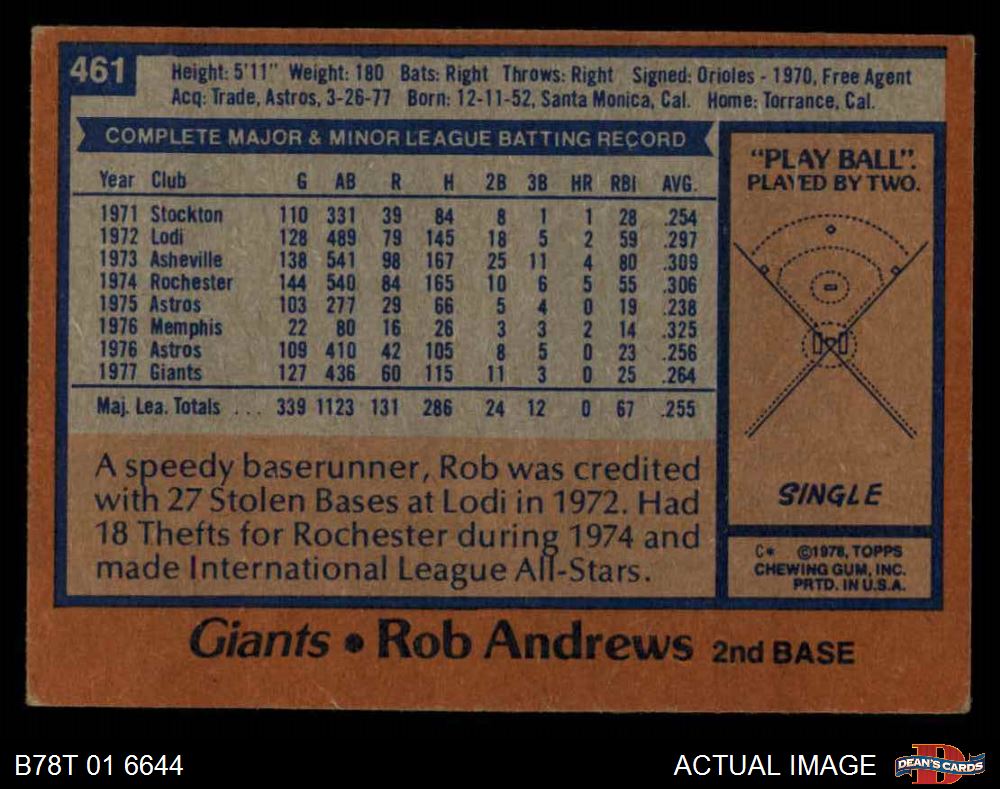 461
Height: 5'11" Weight: 180 Bats: Right Throws: Right Signed: Orioles - 1970, Free Agent
Acq: Trade, Astros, 3-26-77 Born: 12-11-52, Santa Monica, Cal. Home: Torrance, Cal.
COMPLETE MAJOR & MINOR LEAGUE BATTING RECORD
Year Club G AB R H 2B 3B HR RBI AVG.
1971 Stockton 110 331 39 84 8 1 1 28 .254
1972 Lodi 128 489 79 145 18 5 2 59 .297
1973 Asheville 138 541 98 167 25 11 4 80 .309
1974 Rochester 144 540 84 165 10 6 5 55 .306
1975 Astros 103 277 29 66 5 4 0 19 .238
1976 Memphis 22 80 16 26 3 3 2 14 .325
1976 Astros 109 410 42 105 8 5 0 23 .256
1977 Giants 127 436 60 115 11 3 0 25 .264
Maj. Lea. Totals . . . 339 1123 131 286 24 12 0 67 .255
A speedy baserunner, Rob was credited
with 27 Stolen Bases at Lodi in 1972. Had
18 Thefts for Rochester during 1974 and
made International League All-Stars.
"PLAY BALL".
PLAYED BY TWO.
SINGLE
C* ©1978, TOPPS
CHEWING GUM, INC.
PRTD. IN U.S.A.
Giants • Rob Andrews 2nd BASE
B78T 01 6644
ACTUAL IMAGE
D
DEAN'S CARDS